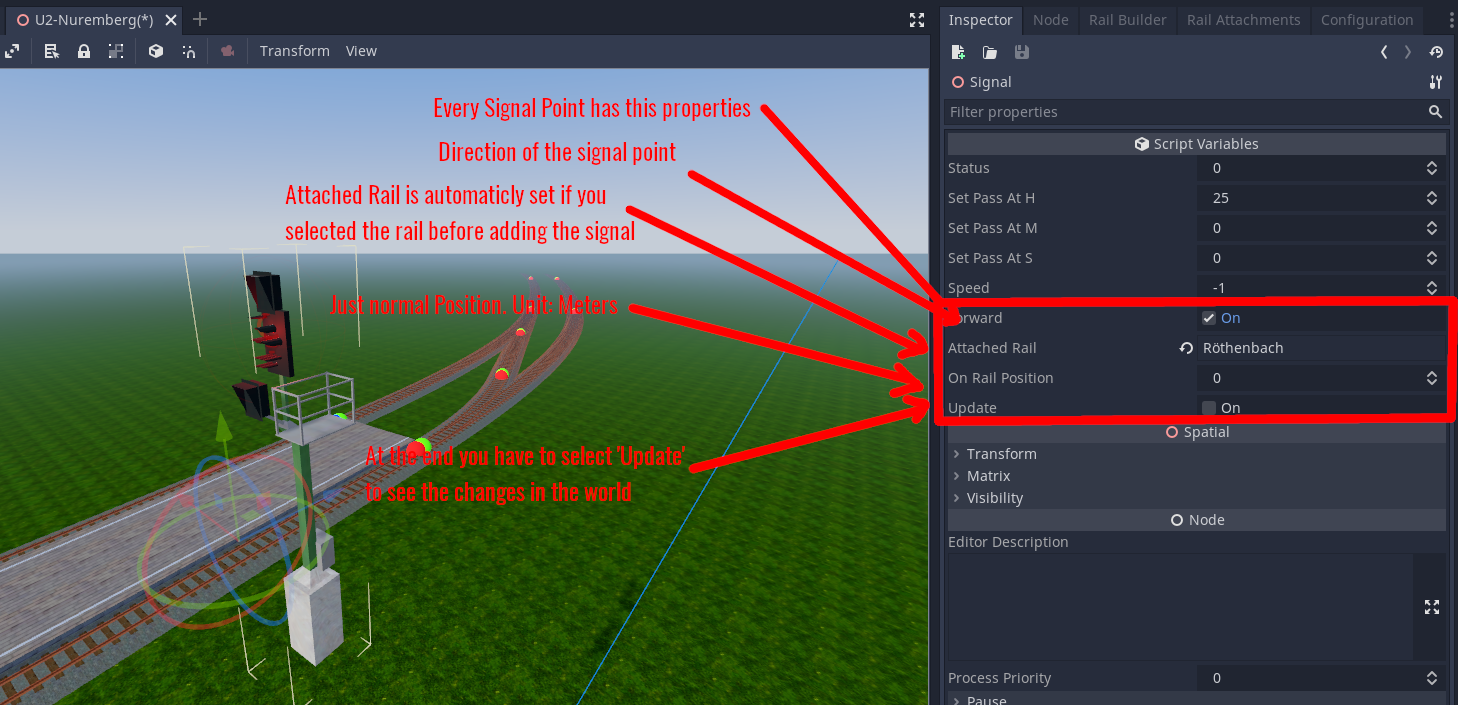 U2-Nuremberg(*)
Transform View
Every Signal Point has this properties
Direction of the signal point
Attached Rail is automaticly set if you
selected the rail before adding the signal
Just normal Position. Unit: Meters
At the end you have to select 'Update'
to see the changes in the world
Inspector Node Rail Builder Rail Attachments Configuration
Signal
Filter properties
Script Variables
Status 0
Set Pass At H 25
Set Pass At M 0
Set Pass At S 0
Speed -1
orward On
Attached Rail Röthenbach
On Rail Position 0
Update On
Spatial
Transform
Matrix
Visibility
Node
Editor Description
Process Priority 0
Pause